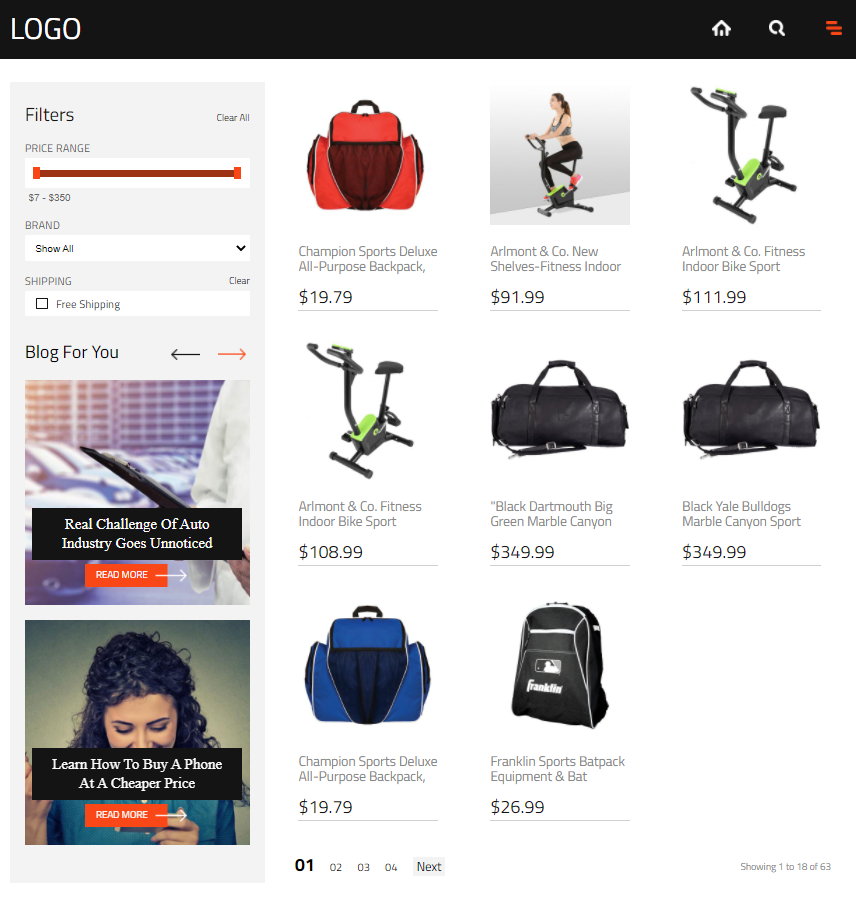 LOGO
Filters
Clear All
PRICE RANGE
$7 - $350
BRAND
Show All
SHIPPING
Clear
Free Shipping
Blog For You
Real Challenge Of Auto
Industry Goes Unnoticed
READ MORE
Learn How To Buy A Phone
At A Cheaper Price
READ MORE
Champion Sports Deluxe
All-Purpose Backpack,
$19.79
Arlmont & Co. New
Shelves-Fitness Indoor
$91.99
Arlmont & Co. Fitness
Indoor Bike Sport
$111.99
Arlmont & Co. Fitness
Indoor Bike Sport
$108.99
"Black Dartmouth Big
Green Marble Canyon
$349.99
Black Yale Bulldogs
Marble Canyon Sport
$349.99
Champion Sports Deluxe
All-Purpose Backpack,
$19.79
franklin
Franklin Sports Batpack
Equipment & Bat
$26.99
01 02 03 04 Next
Showing 1 to 18 of 63